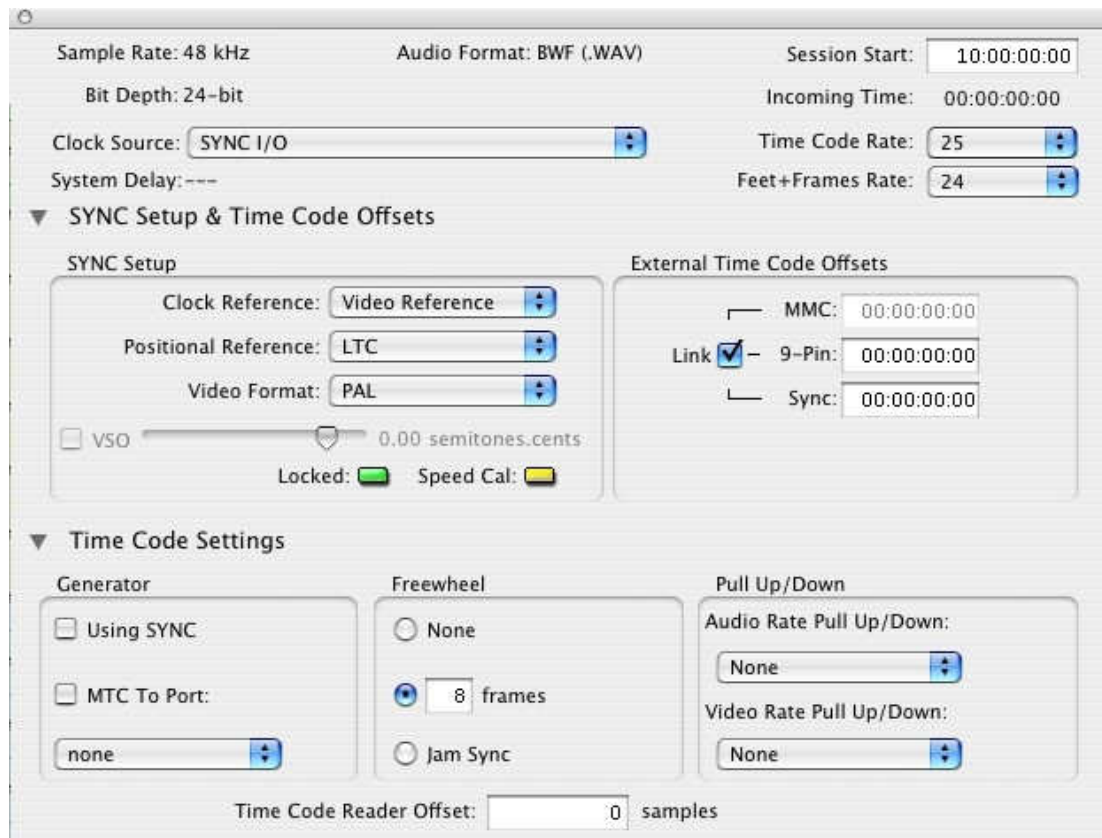 Sample Rate: 48 kHz
Audio Format: BWF (.WAV)
Session Start: 10:00:00:00
Bit Depth: 24-bit
Incoming Time: 00:00:00:00
Clock Source: SYNC I/O
Time Code Rate: 25
System Delay:---
Feet+Frames Rate: 24
SYNC Setup & Time Code Offsets
SYNC Setup
Clock Reference: Video Reference
Positional Reference: LTC
Video Format: PAL
VSO 0.00 semitones.cents
Locked: Speed Cal:
External Time Code Offsets
MMC: 00:00:00:00
Link 9-Pin: 00:00:00:00
Sync: 00:00:00:00
Time Code Settings
Generator
Using SYNC
MTC To Port:
none
Freewheel
None
8 frames
Jam Sync
Pull Up/Down
Audio Rate Pull Up/Down:
None
Video Rate Pull Up/Down:
None
Time Code Reader Offset: 0 samples